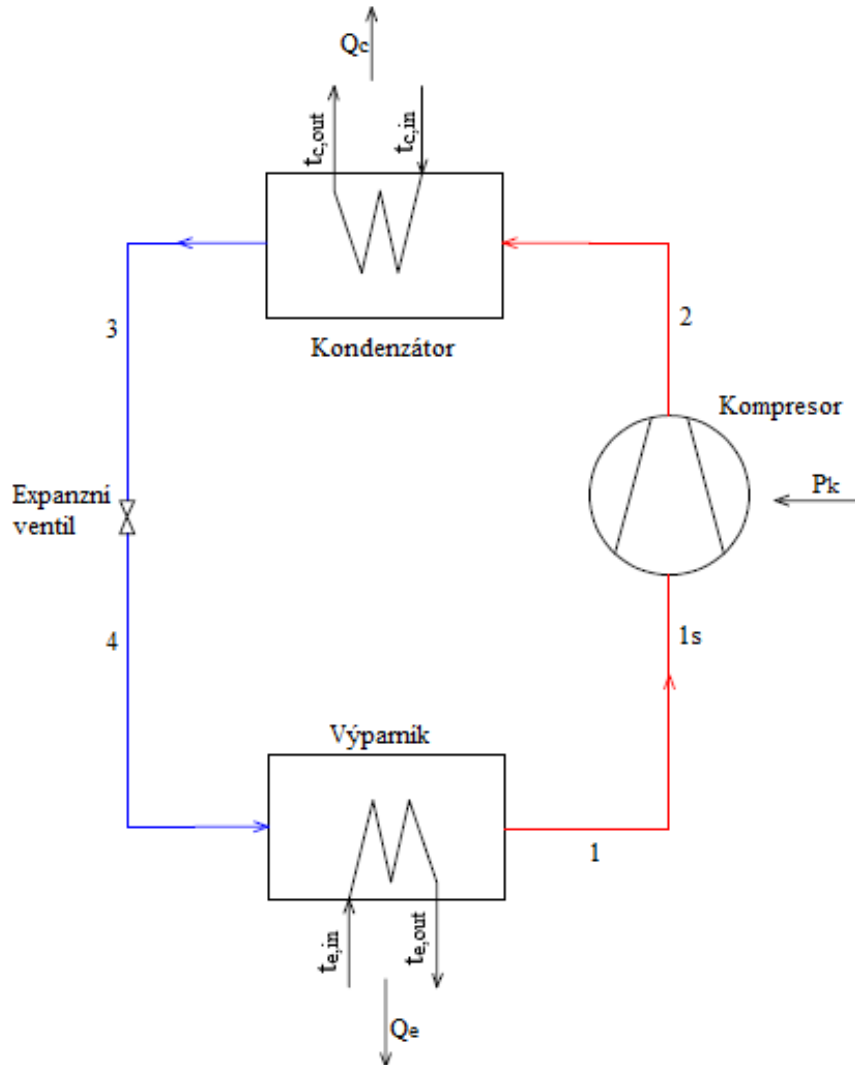 Qc
tc,out
tc,in
3
Kondenzátor
2
Kompresor
Pk
Expanzní
ventil
4
1s
Výparník
1
te,in
te,out
Qe